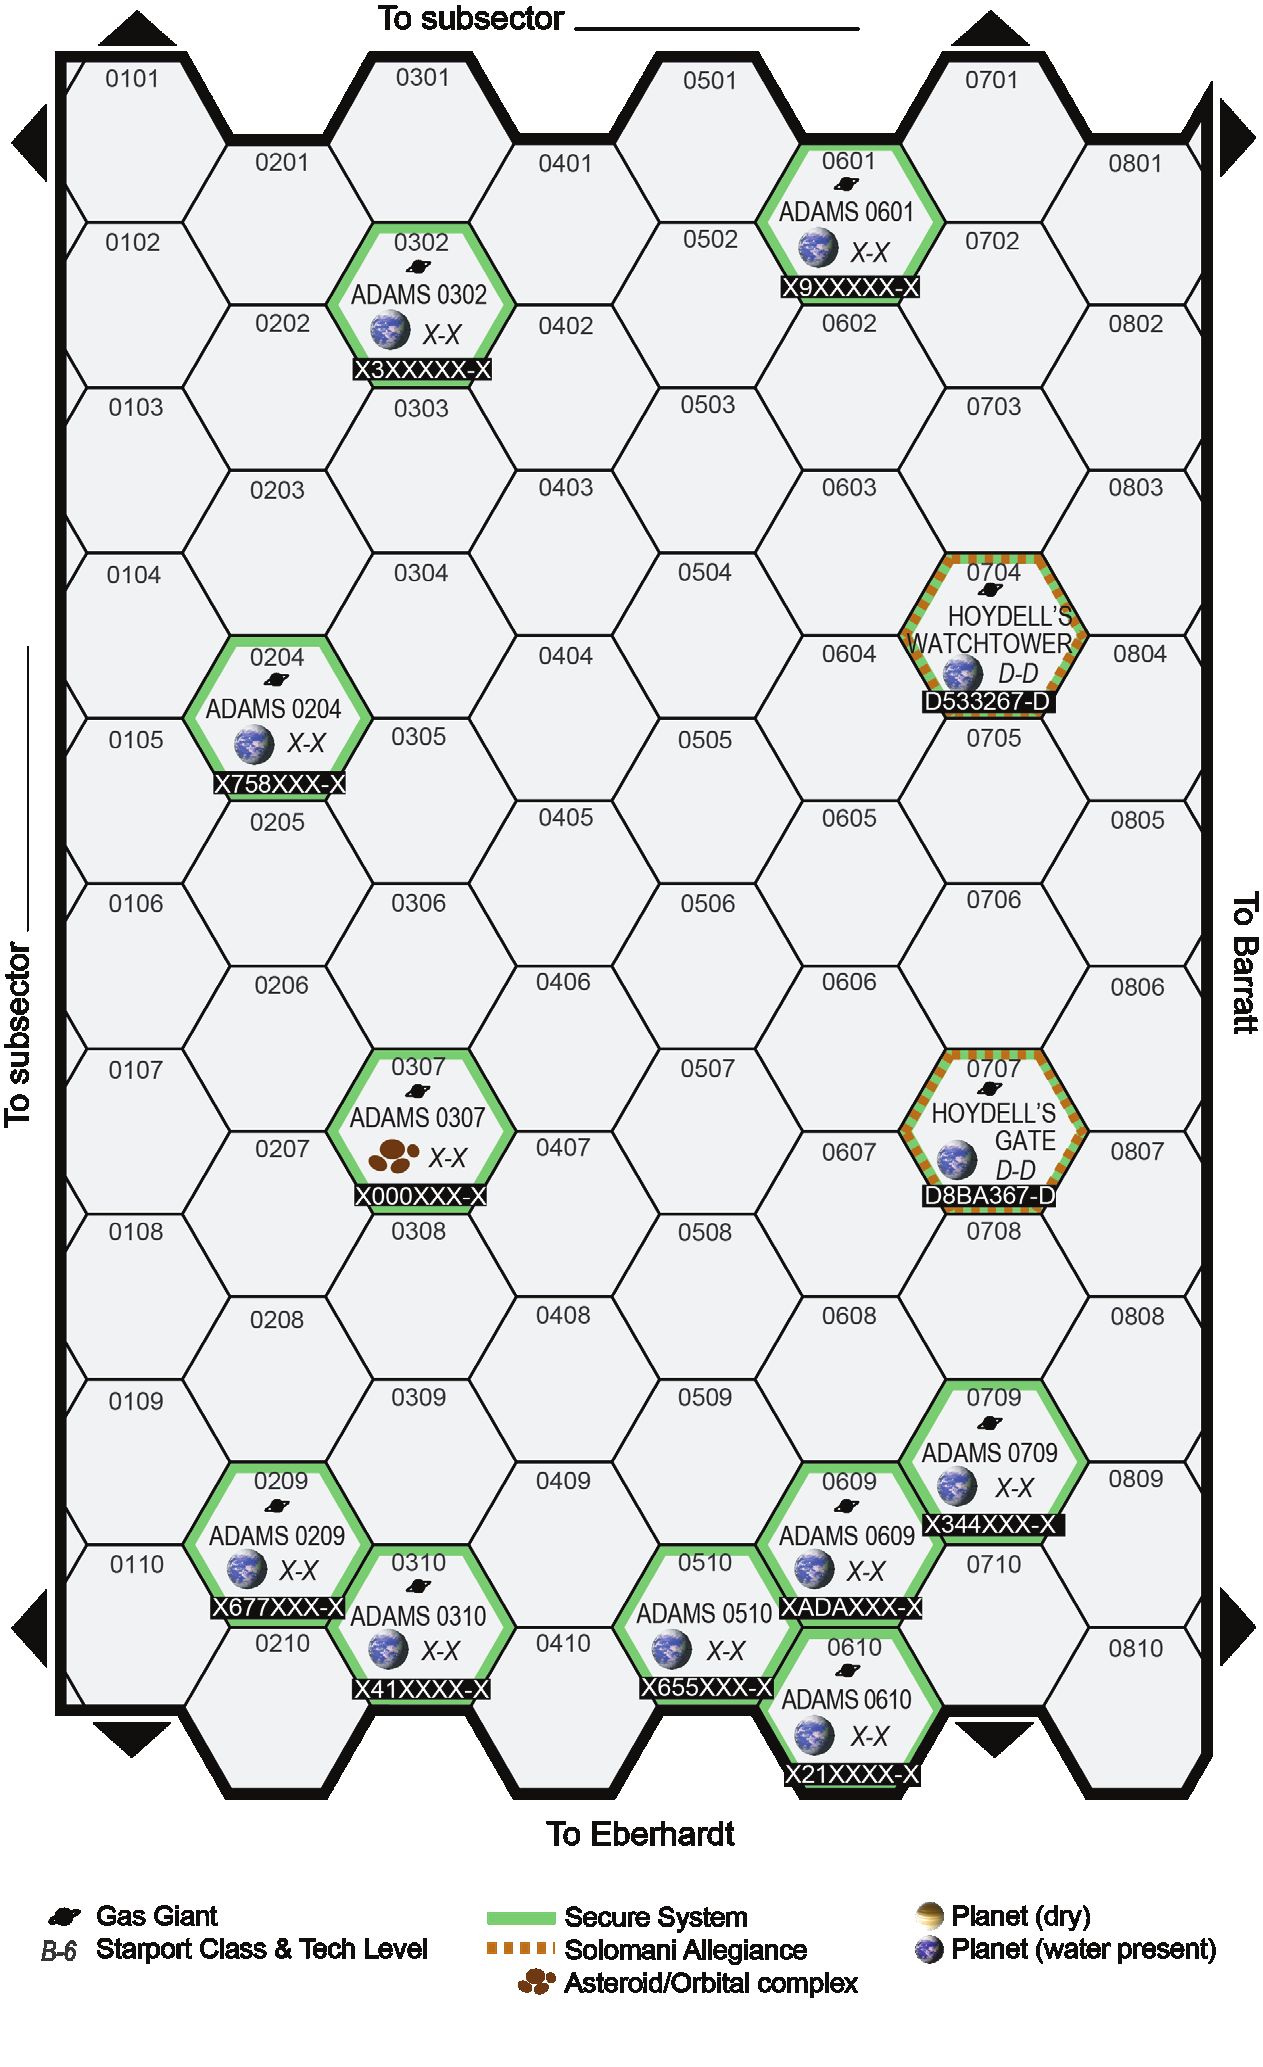 To subsector
0101
0301
0501
0701
0201
0401
0601
ADAMS 0601
X-X
X9XXXXX-X
0801
0102
0302
ADAMS 0302
X-X
X3XXXXX-X
0502
0702
0202
0402
0602
0802
0103
0303
0503
0703
0203
0403
0603
0803
0104
0304
0504
0704
HOYDELL'S
WATCHTOWER
D-D
D533267-D
0204
ADAMS 0204
X-X
X758XXX-X
0404
0604
0804
0105
0305
0505
0705
0205
0405
0605
0805
0106
0306
0506
0706
0206
0406
0606
0806
0107
0307
ADAMS 0307
X-X
X000XXX-X
0507
0707
HOYDELL'S
GATE
D-D
D8BA367-D
0207
0407
0607
0807
0108
0308
0508
0708
0208
0408
0608
0808
0109
0309
0509
0709
ADAMS 0709
X-X
X344XXX-X
0209
ADAMS 0209
X-X
X677XXX-X
0409
0609
ADAMS 0609
X-X
XADAXXX-X
0809
0110
0310
ADAMS 0310
X-X
X41XXXX-X
0510
ADAMS 0510
X-X
X655XXX-X
0710
0210
0410
0610
ADAMS 0610
X-X
X21XXXX-X
0810
To subsector
To Barratt
To Eberhardt
Gas Giant
B-6 Starport Class & Tech Level
Secure System
Solomani Allegiance
Asteroid/Orbital complex
Planet (dry)
Planet (water present)